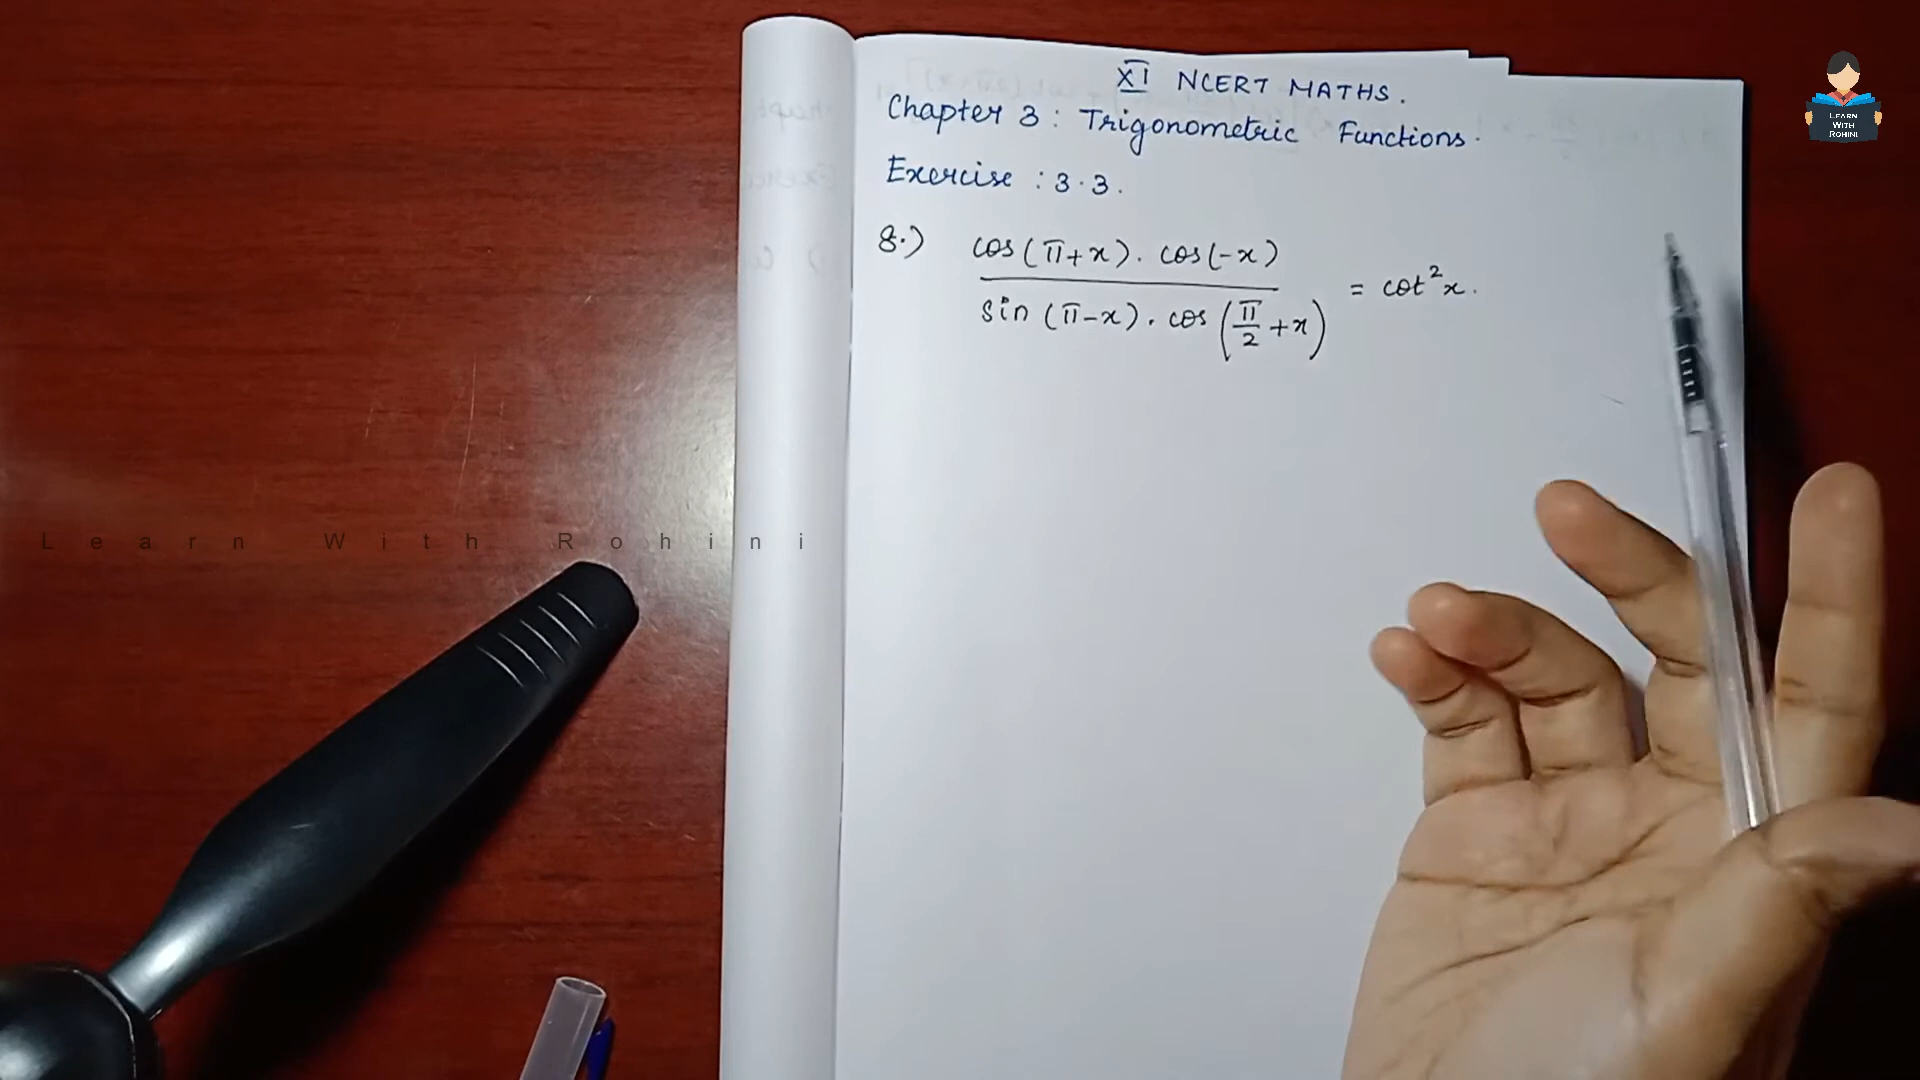 XI NCERT MATHS.
Chapter 3 : Trigonometric Functions.
Exercise : 3.3.
8.) cos(π+x). cos(-x)
sin (π-x). cos (π/2 +x) = cot²x.
LEARN
WITH
ROHINI
Learn With Rohini